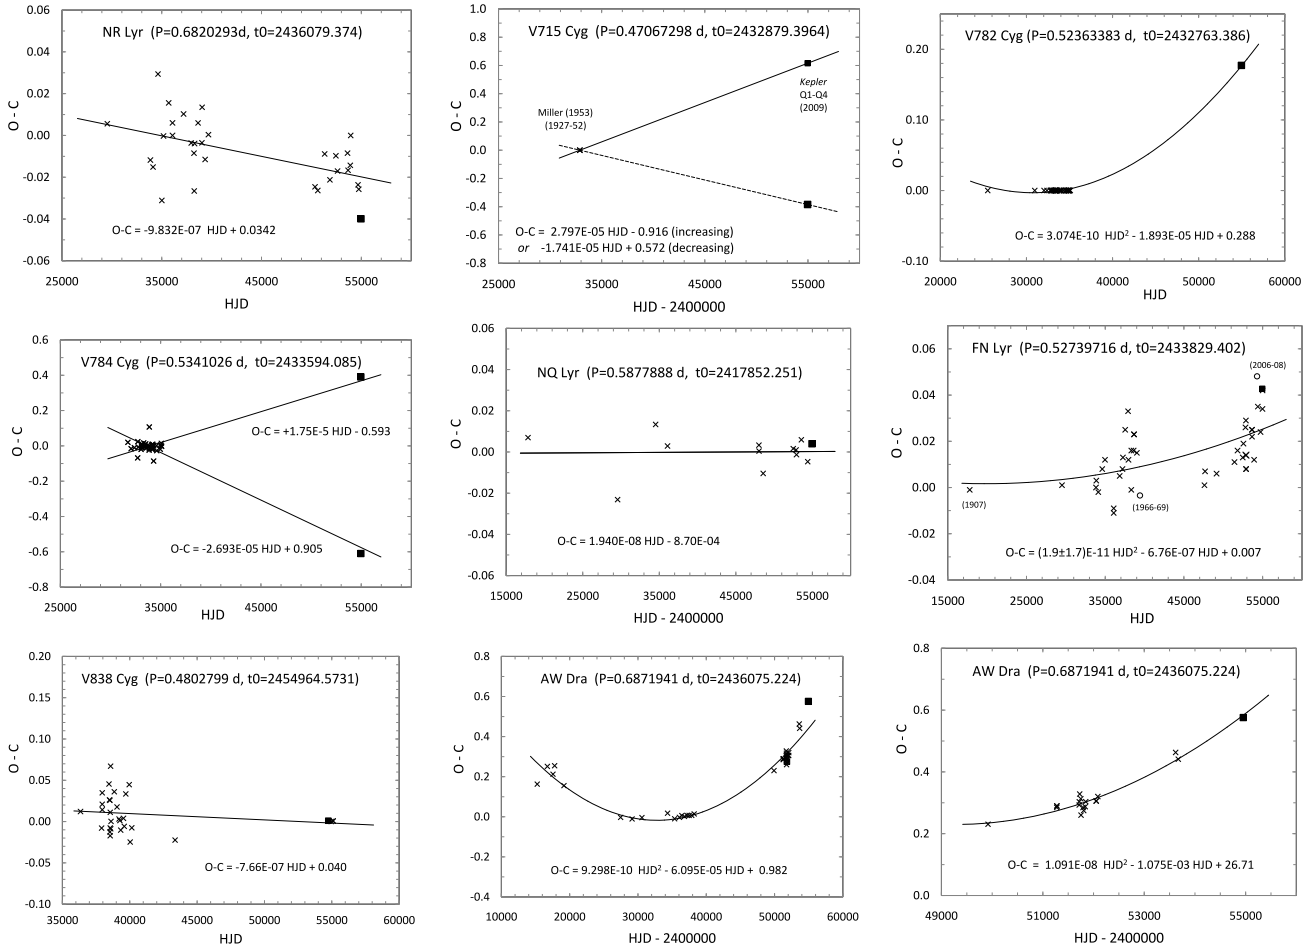 NR Lyr (P=0.6820293d, t0=2436079.374)
0.06
0.04
0.02
0.00
-0.02
-0.04
-0.06
O - C
O-C = -9.832E-07 HJD + 0.0342
25000 35000 45000 55000
HJD
V715 Cyg (P=0.47067298 d, t0=2432879.3964)
1.0
0.8
0.6
0.4
0.2
0.0
-0.2
-0.4
-0.6
-0.8
O - C
Kepler
Q1-Q4
(2009)
Miller (1953)
(1927-52)
O-C = 2.797E-05 HJD - 0.916 (increasing)
or -1.741E-05 HJD + 0.572 (decreasing)
25000 35000 45000 55000
HJD - 2400000
V782 Cyg (P=0.52363383 d, t0=2432763.386)
0.20
0.10
0.00
-0.10
O - C
O-C = 3.074E-10 HJD² - 1.893E-05 HJD + 0.288
20000 30000 40000 50000 60000
HJD
V784 Cyg (P=0.5341026 d, t0=2433594.085)
0.6
0.4
0.2
0.0
-0.2
-0.4
-0.6
-0.8
O - C
O-C = +1.75E-5 HJD - 0.593
O-C = -2.693E-05 HJD + 0.905
25000 35000 45000 55000
HJD
NQ Lyr (P=0.5877888 d, t0=2417852.251)
0.06
0.04
0.02
0.00
-0.02
-0.04
-0.06
O - C
O-C = 1.940E-08 HJD - 8.70E-04
15000 25000 35000 45000 55000
HJD - 2400000
FN Lyr (P=0.52739716 d, t0=2433829.402)
0.06
0.04
0.02
0.00
-0.02
-0.04
O - C
(2006-08)
(1907)
(1966-69)
O-C = (1.9±1.7)E-11 HJD² - 6.76E-07 HJD + 0.007
15000 25000 35000 45000 55000
HJD
V838 Cyg (P=0.4802799 d, t0=2454964.5731)
0.20
0.15
0.10
0.05
0.00
-0.05
-0.10
O - C
O-C = -7.66E-07 HJD + 0.040
35000 40000 45000 50000 55000 60000
HJD
AW Dra (P=0.6871941 d, t0=2436075.224)
0.8
0.6
0.4
0.2
0.0
-0.2
-0.4
O - C
O-C = 9.298E-10 HJD² - 6.095E-05 HJD + 0.982
10000 20000 30000 40000 50000 60000
HJD - 2400000
AW Dra (P=0.6871941 d, t0=2436075.224)
0.8
0.6
0.4
0.2
0.0
O - C
O-C = 1.091E-08 HJD² - 1.075E-03 HJD + 26.71
49000 51000 53000 55000
HJD - 2400000